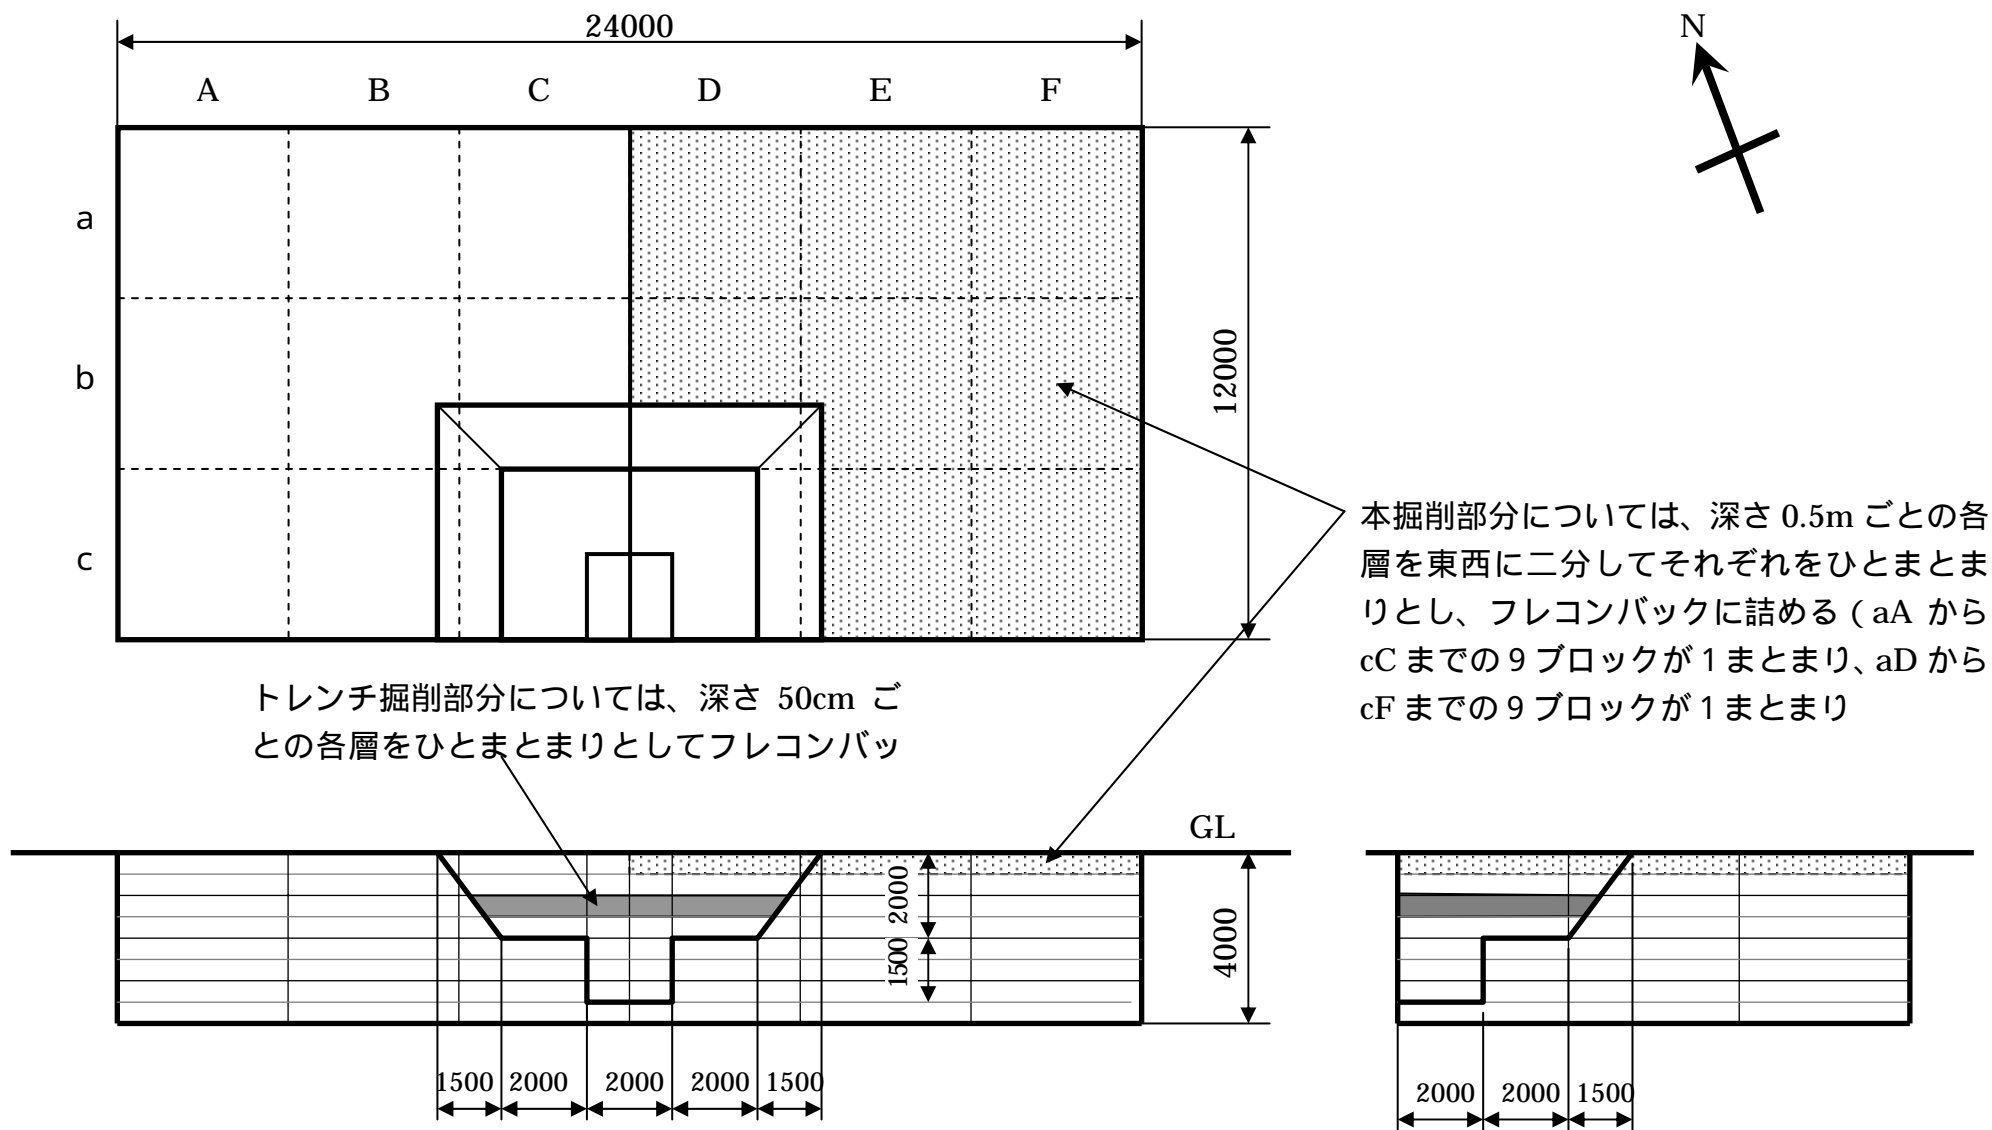 24000
N
A B C D E F
a
b
c
12000
本掘削部分については、深さ 0.5m ごとの各
層を東西に二分してそれぞれをひとまとま
りとし、フレコンバックに詰める ( aA から
cC までの 9 ブロックが 1 まとまり、aD から
cF までの 9 ブロックが 1 まとまり
トレンチ掘削部分については、深さ 50cm ご
との各層をひとまとまりとしてフレコンバッ
GL
2000
1500
4000
1500 2000 2000 2000 1500
2000 2000 1500